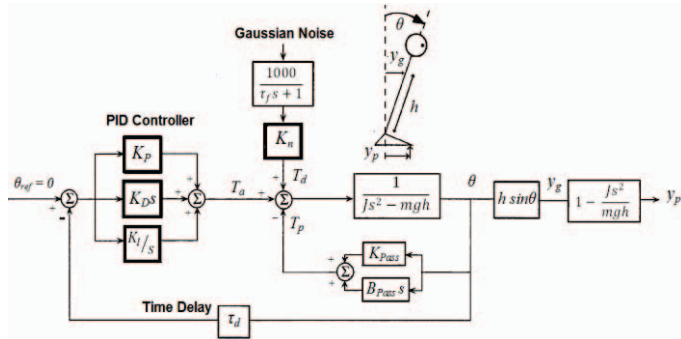 Gaussian Noise
1000
τ_f s + 1
K_n
θ
y_g
h
y_p
PID Controller
K_P
K_D s
K_I/S
θ_ref = 0
+
-
Σ
+
+
+
Σ
T_a
+
+
-
Σ
T_d
T_p
1
Js² − mgh
θ
h sinθ
y_g
1 − Js²
mgh
y_p
K_Pass
B_Pass s
+
+
Σ
Time Delay
τ_d